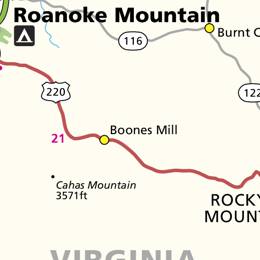 Roanoke Mountain
116
Burnt C
220
122
21
Boones Mill
Cahas Mountain
3571ft
ROCKY
MOUNT
VIRGINIA